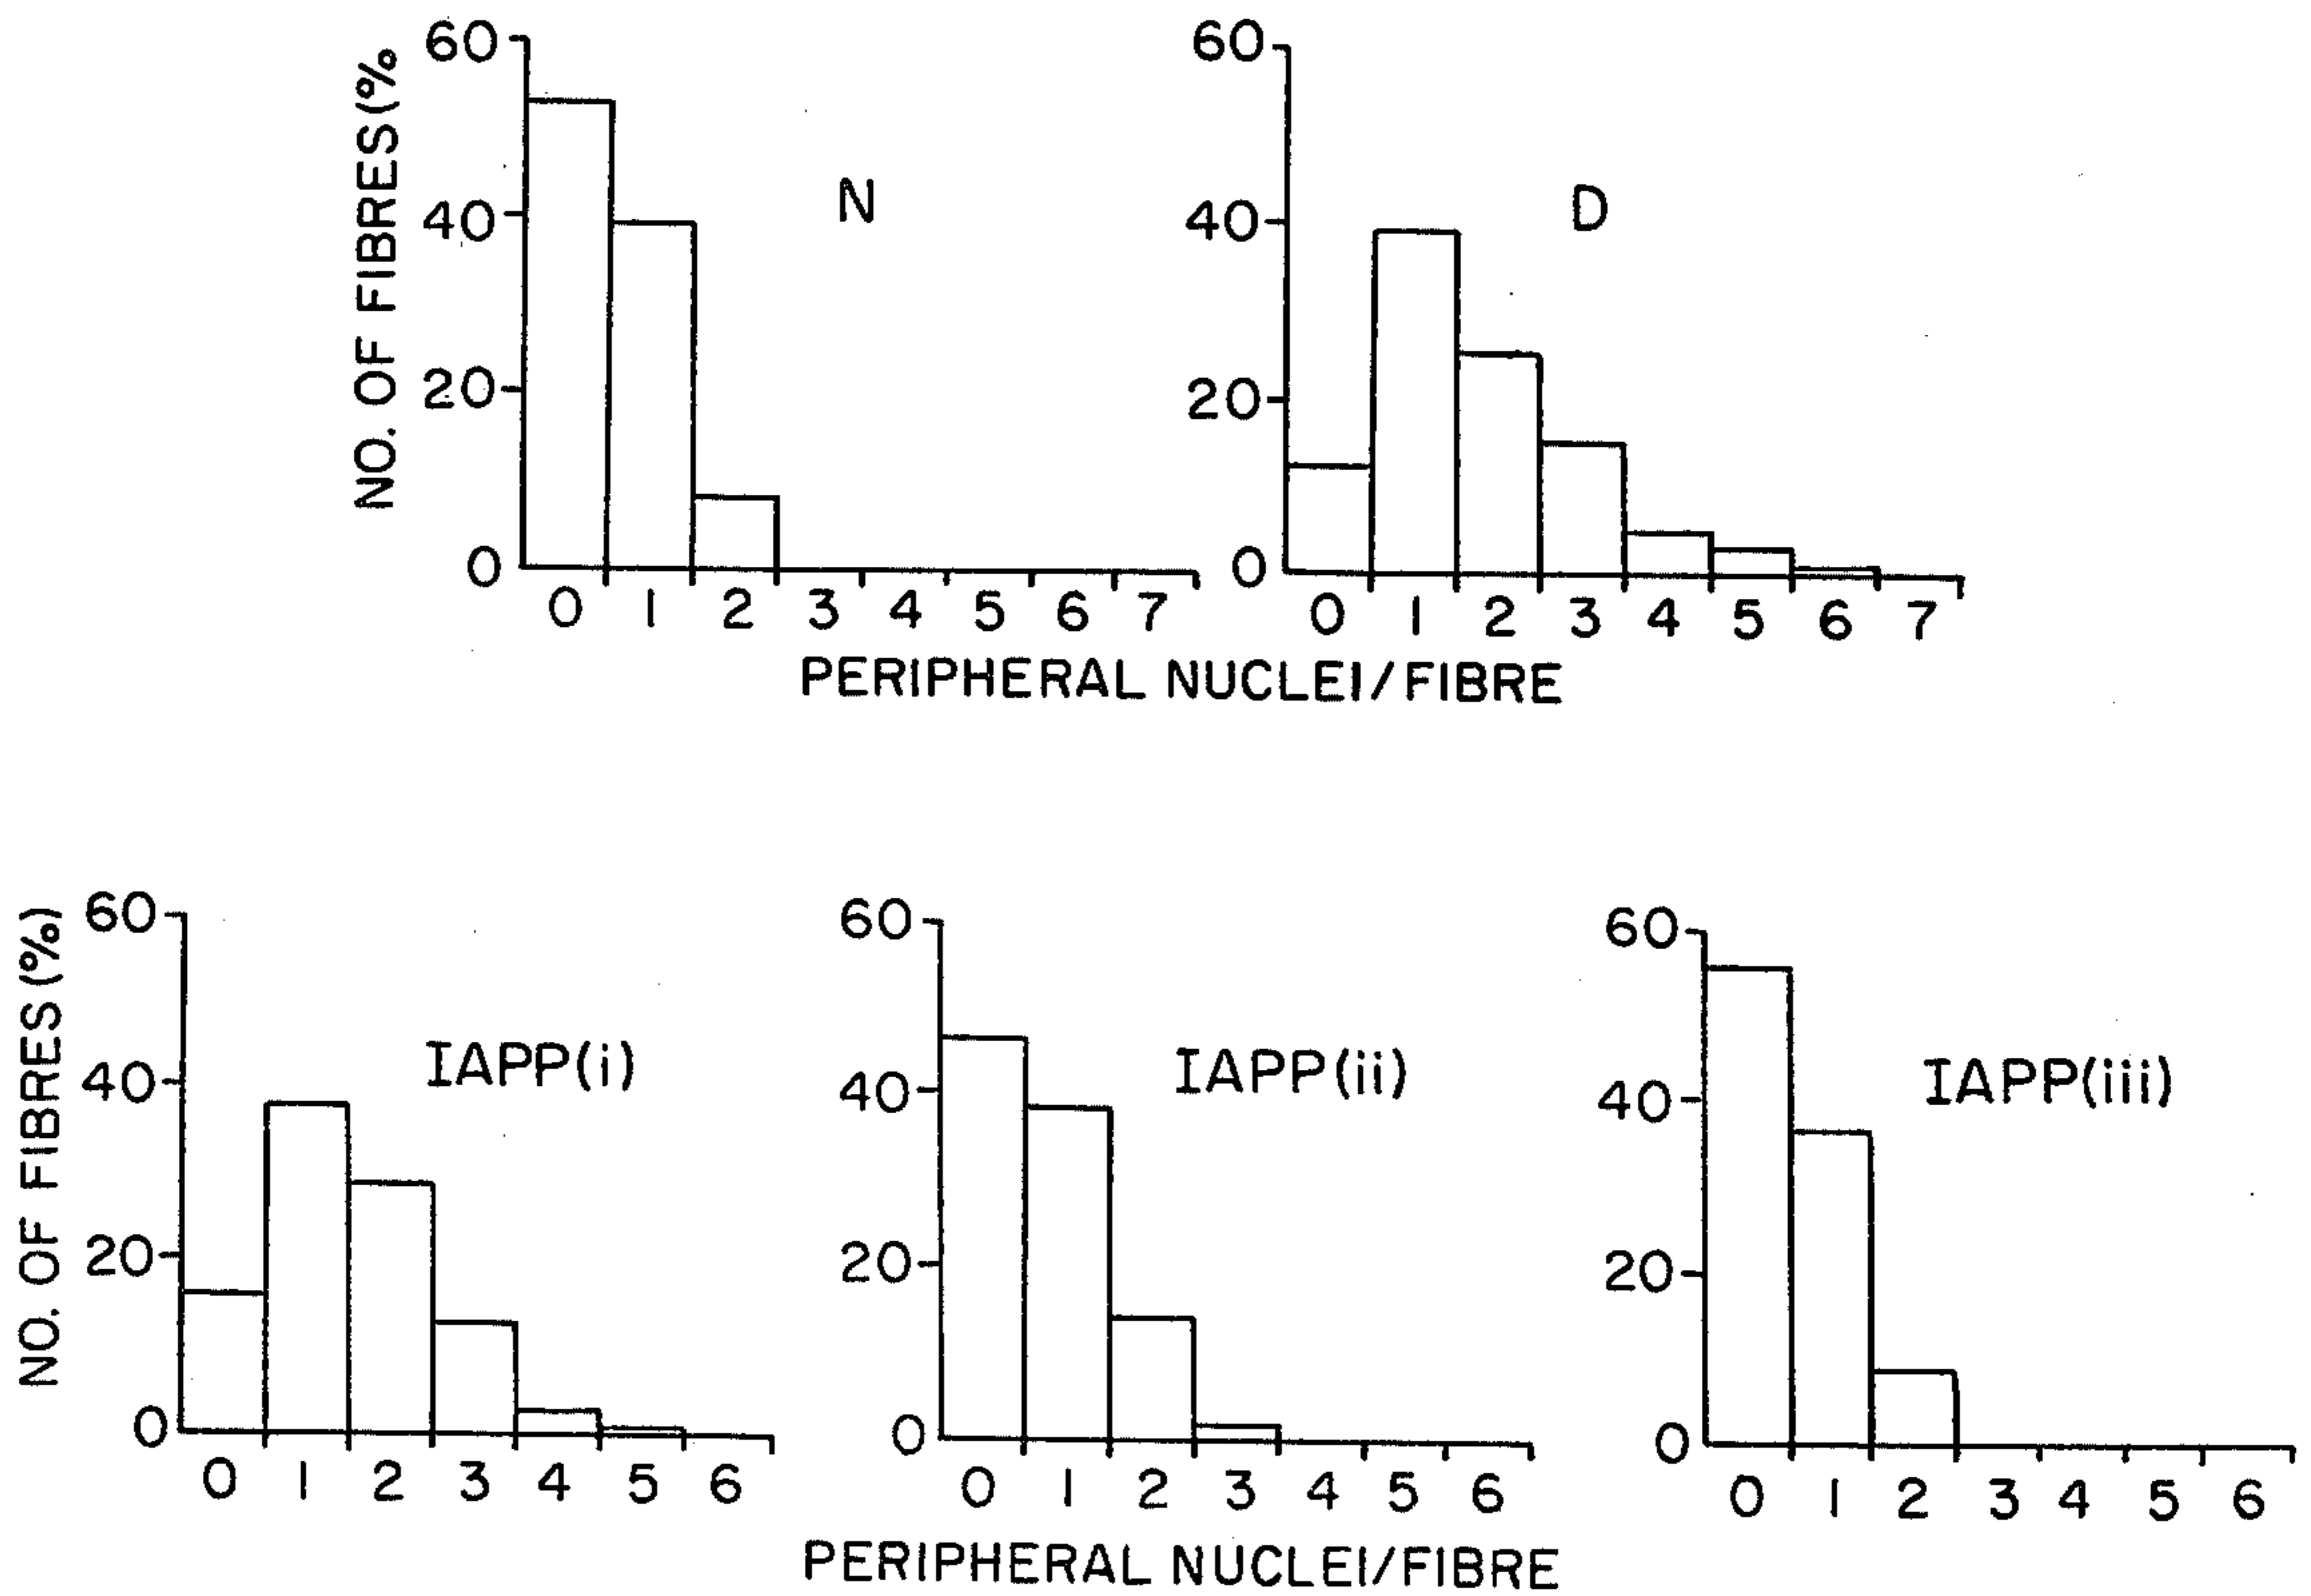 NO. OF FIBRES(%
60
40
20
0
N
0 1 2 3 4 5 6 7
60
40
20
0
D
0 1 2 3 4 5 6 7
PERIPHERAL NUCLEI/FIBRE
NO. OF FIBRES (%)
60
40
20
0
IAPP(i)
0 1 2 3 4 5 6
60
40
20
0
IAPP(ii)
0 1 2 3 4 5 6
60
40
20
0
IAPP(iii)
0 1 2 3 4 5 6
PERIPHERAL NUCLEI/FIBRE